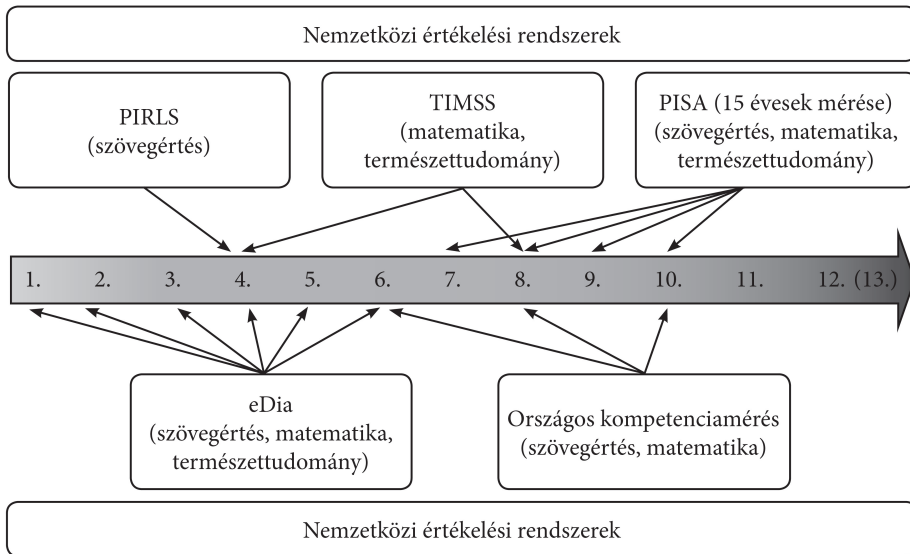 Nemzetközi értékelési rendszerek
PIRLS
(szövegértés)
TIMSS
(matematika,
természettudomány)
PISA (15 évesek mérése)
(szövegértés, matematika,
természettudomány)
1. 2. 3. 4. 5. 6. 7. 8. 9. 10. 11. 12. (13.)
eDia
(szövegértés, matematika,
természettudomány)
Országos kompetenciamérés
(szövegértés, matematika)
Nemzetközi értékelési rendszerek